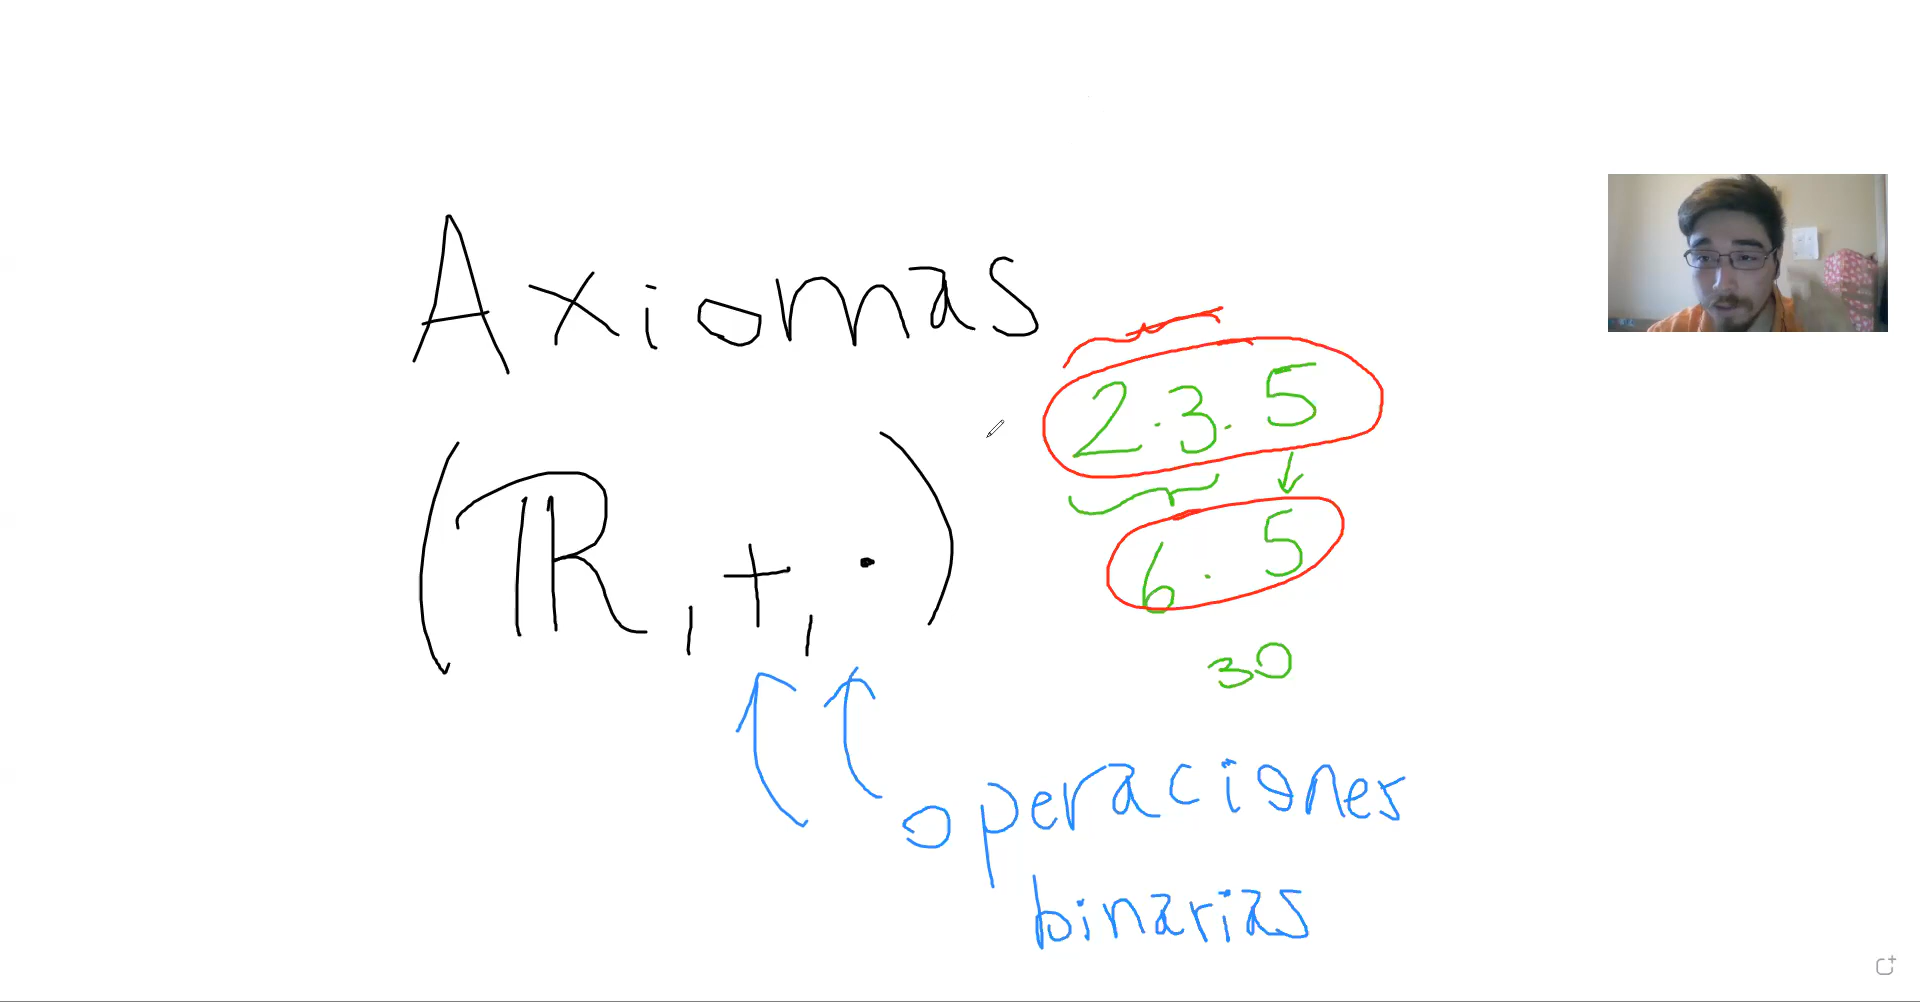 Axiomas
(ℝ, +, ·)
2 · 3 · 5
6 · 5
30
operaciones
binarias